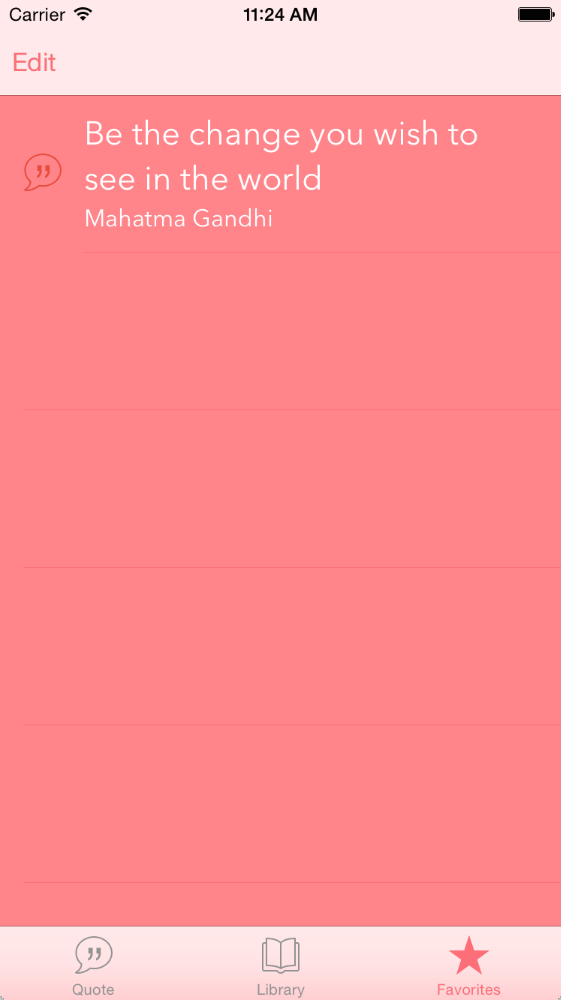 Carrier 11:24 AM
Edit
Be the change you wish to
see in the world
Mahatma Gandhi
Quote Library Favorites